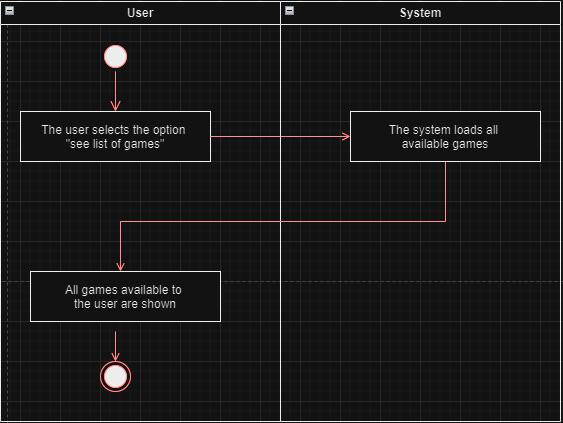 User
System
The user selects the option
"see list of games"
The system loads all
available games
All games available to
the user are shown